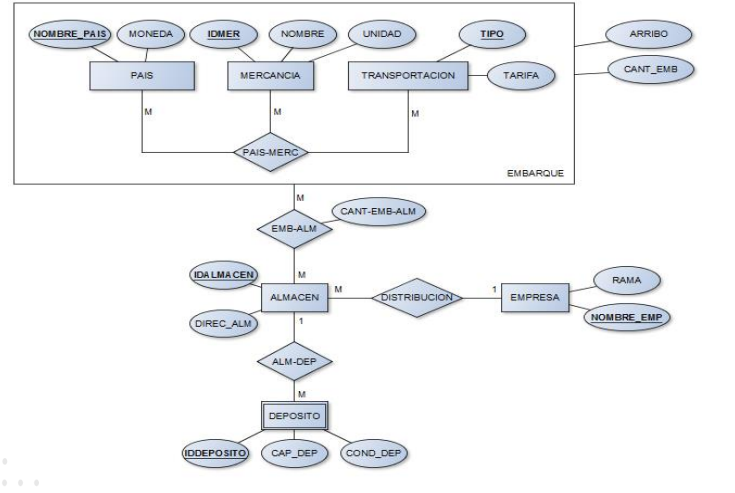 NOMBRE_PAIS MONEDA IDMER NOMBRE UNIDAD TIPO ARRIBO
PAIS MERCANCIA TRANSPORTACION TARIFA CANT_EMB
M M M
PAIS-MERC
EMBARQUE
M
CANT-EMB-ALM
EMB-ALM
M
IDALMACEN M 1 RAMA
ALMACEN DISTRIBUCION EMPRESA
DIREC_ALM 1 NOMBRE_EMP
ALM-DEP
M
DEPOSITO
IDDEPOSITO CAP_DEP COND_DEP